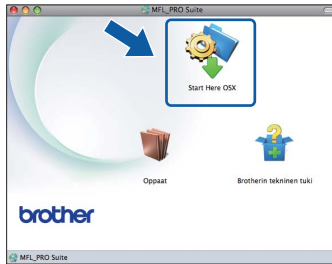 MFL_PRO Suite
Start Here OSX
Oppaat
Brotherin tekninen tuki
brother
MFL_PRO Suite